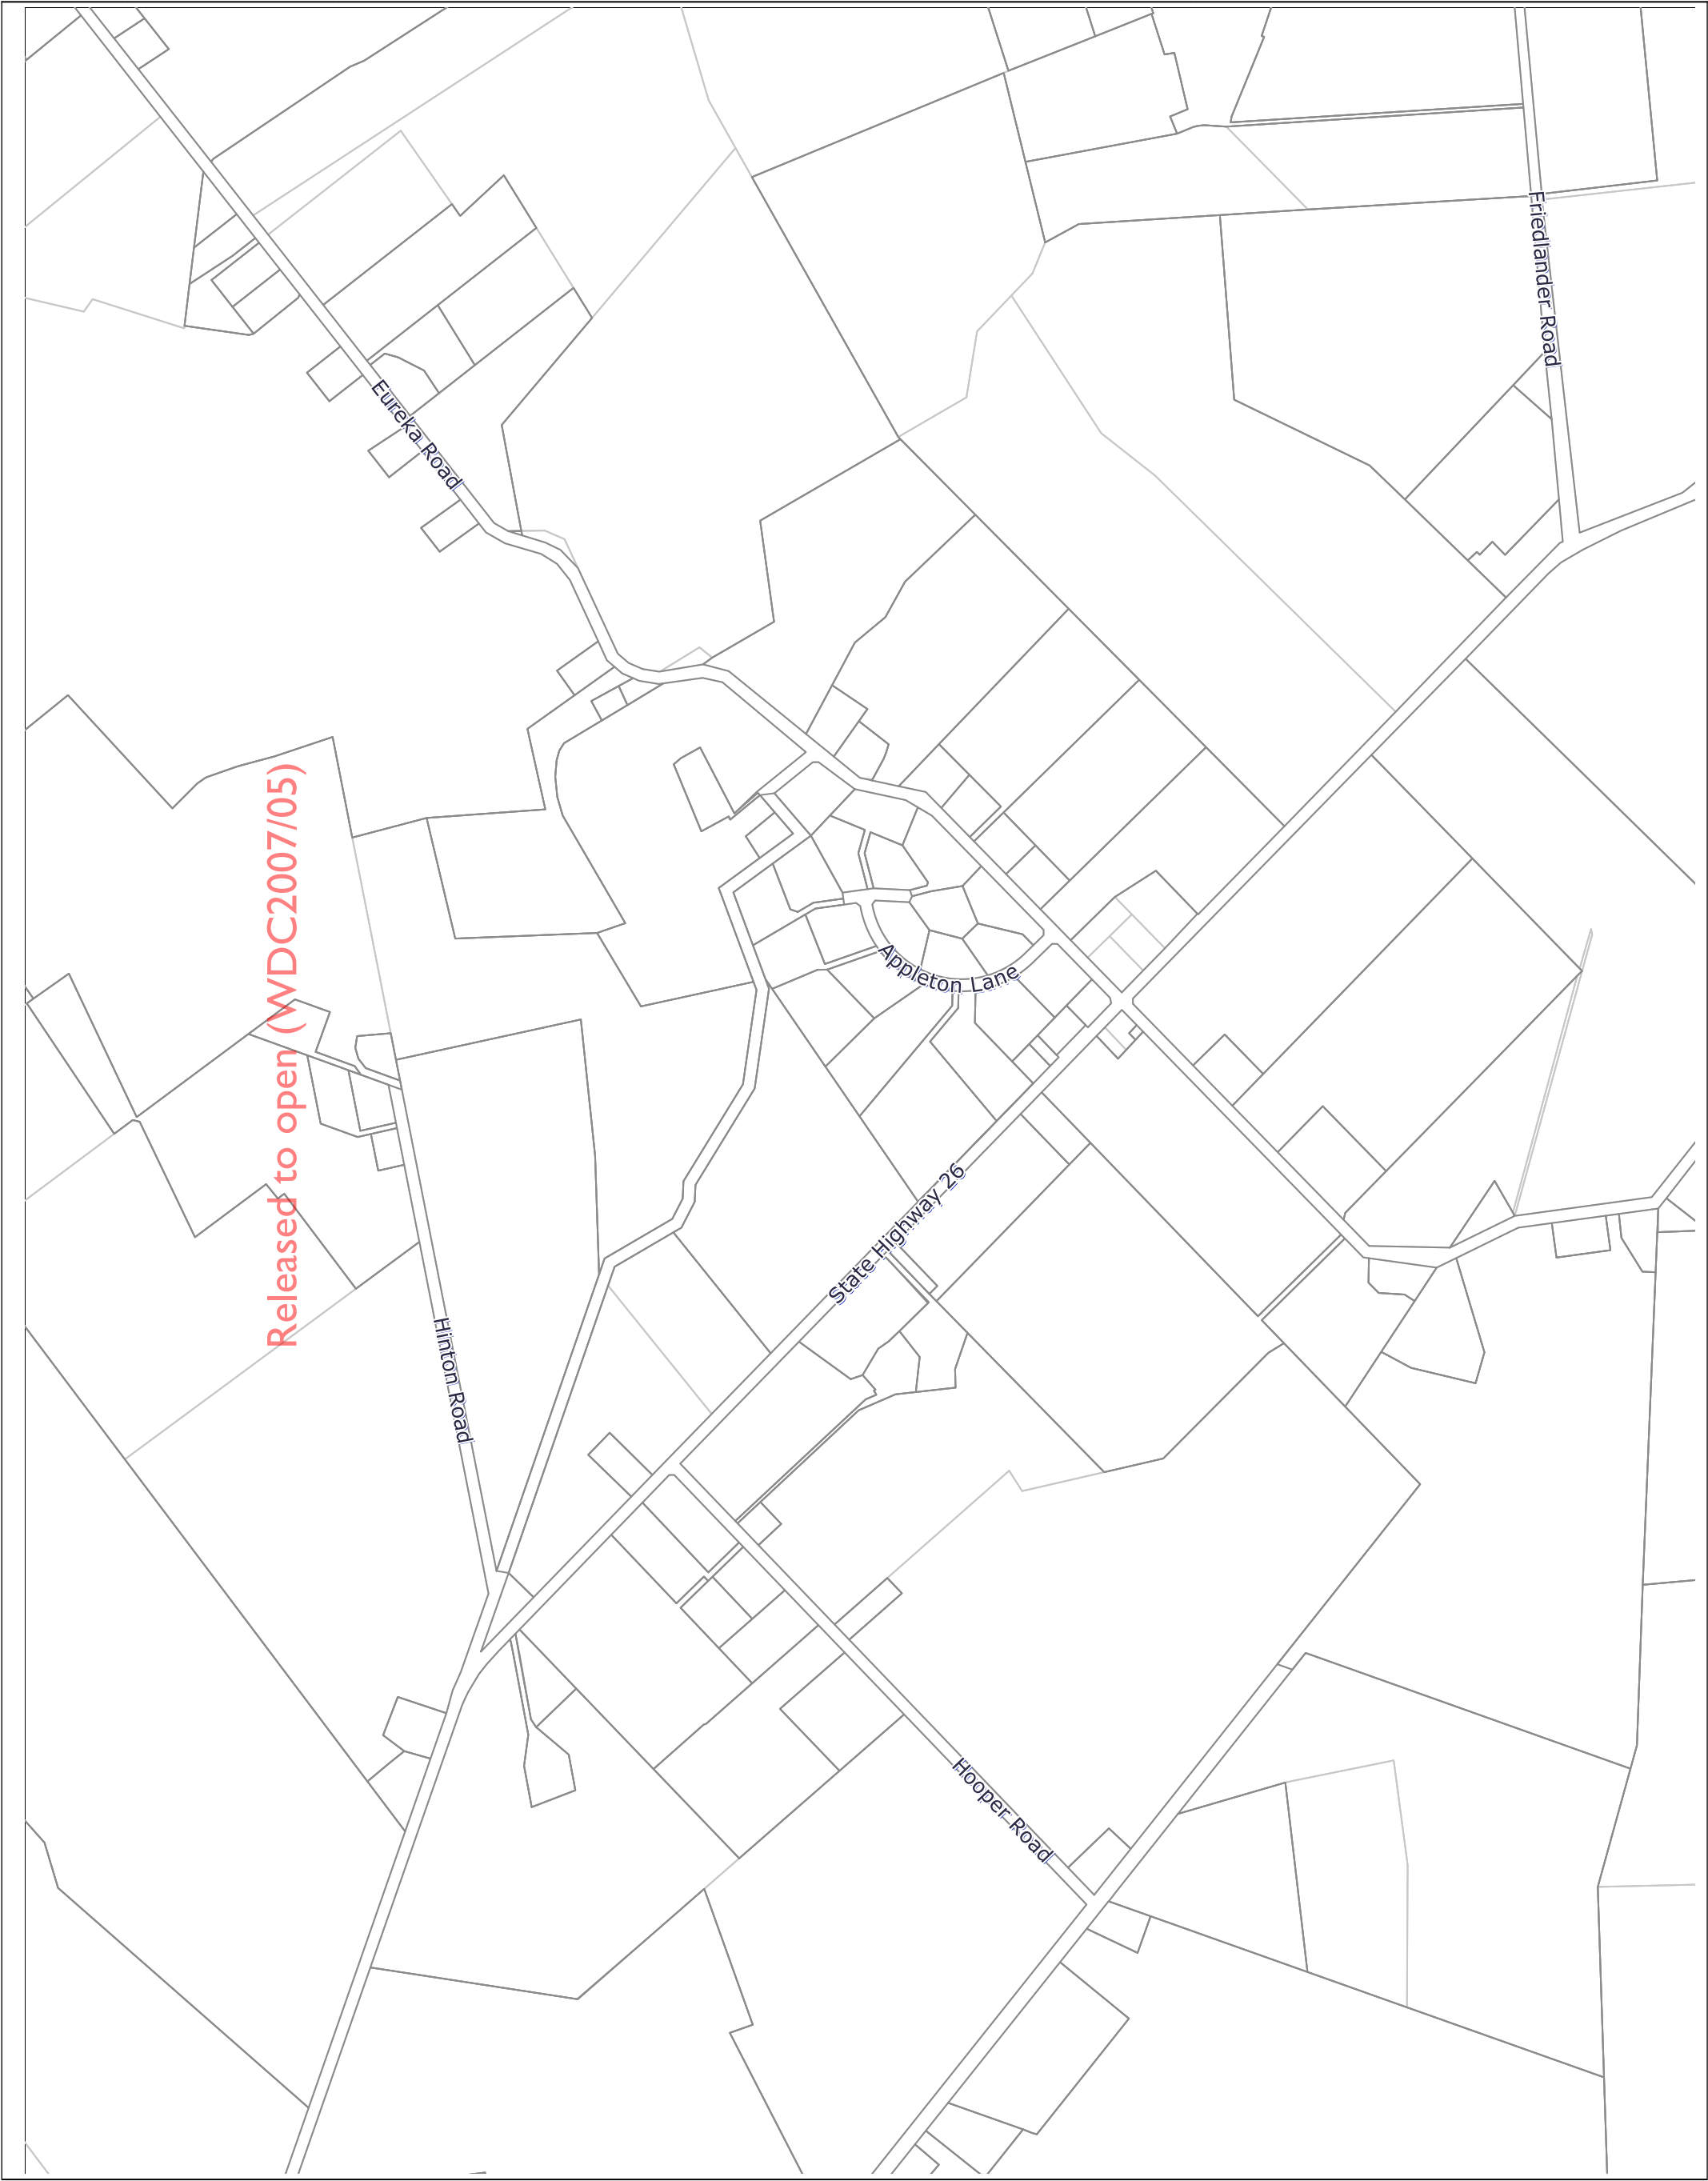 Friedlander Road
Eureka Road
Released to open (WDC2007/05)
Appleton Lane
State Highway 26
Hinton Road
Hooper Road